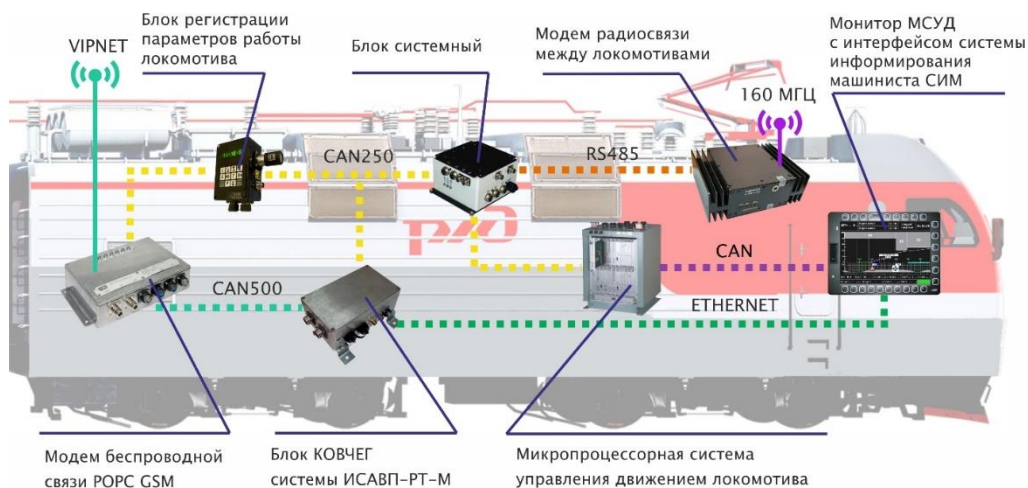 VIPNET
Блок регистрации
параметров работы
локомотива
Блок системный
Модем радиосвязи
между локомотивами
Монитор МСУД
с интерфейсом системы
информирования
машиниста СИМ
160 МГЦ
CAN250
RS485
РЖД
CAN
CAN500
ETHERNET
Модем беспроводной
связи РОРС GSM
Блок КОВЧЕГ
системы ИСАВП-РТ-М
Микропроцессорная система
управления движением локомотива